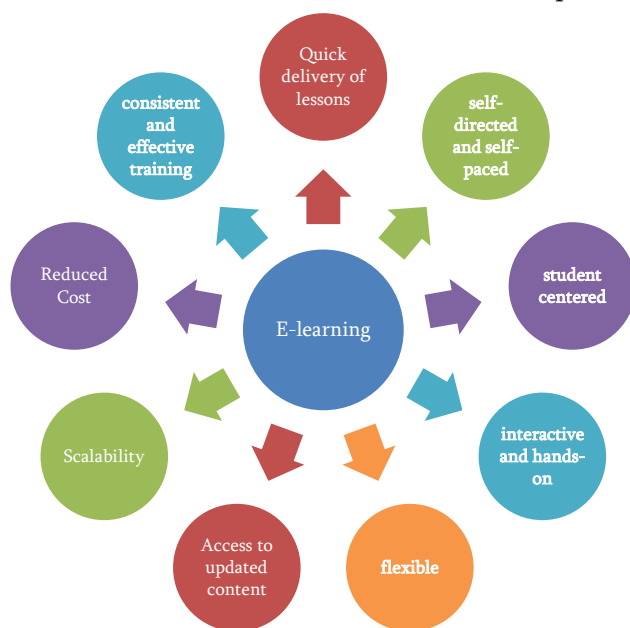 Quick
delivery of
lessons
self-
directed
and self-
paced
student
centered
interactive
and hands-
on
flexible
Access to
updated
content
Scalability
Reduced
Cost
consistent
and
effective
training
E-learning